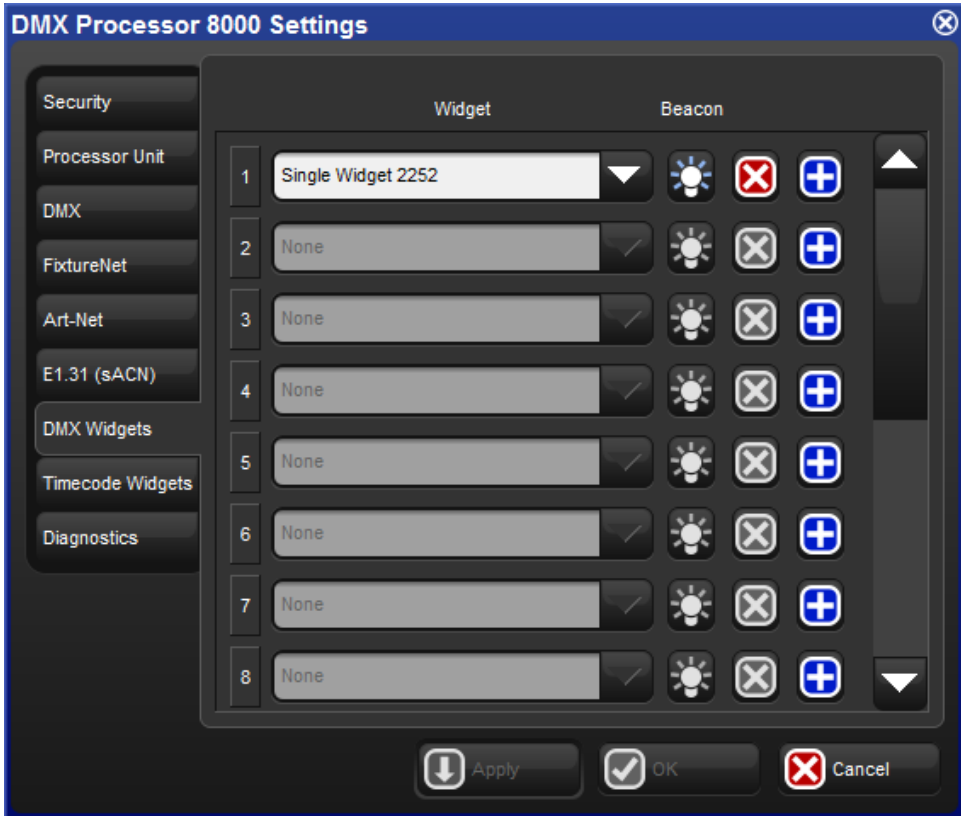 DMX Processor 8000 Settings
Security
Processor Unit
DMX
FixtureNet
Art-Net
E1.31 (sACN)
DMX Widgets
Timecode Widgets
Diagnostics
Widget Beacon
1 Single Widget 2252
2 None
3 None
4 None
5 None
6 None
7 None
8 None
Apply OK Cancel